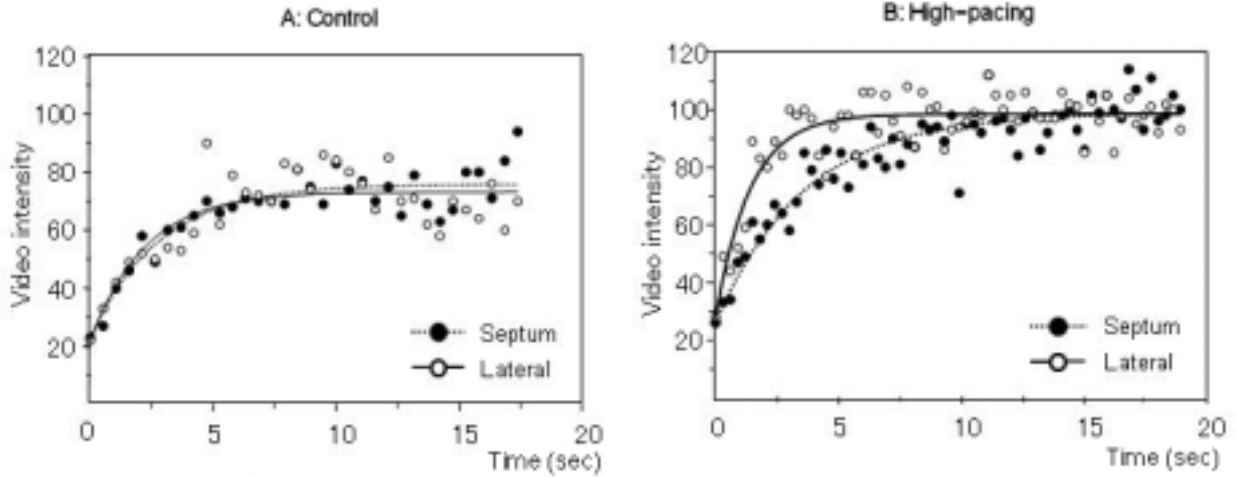 A: Control
120
100
80
60
40
20
Video intensity
Septum
Lateral
0 5 10 15 20
Time (sec)
B: High-pacing
120
100
80
60
40
20
Video intensity
Septum
Lateral
0 5 10 15 20
Time (sec)